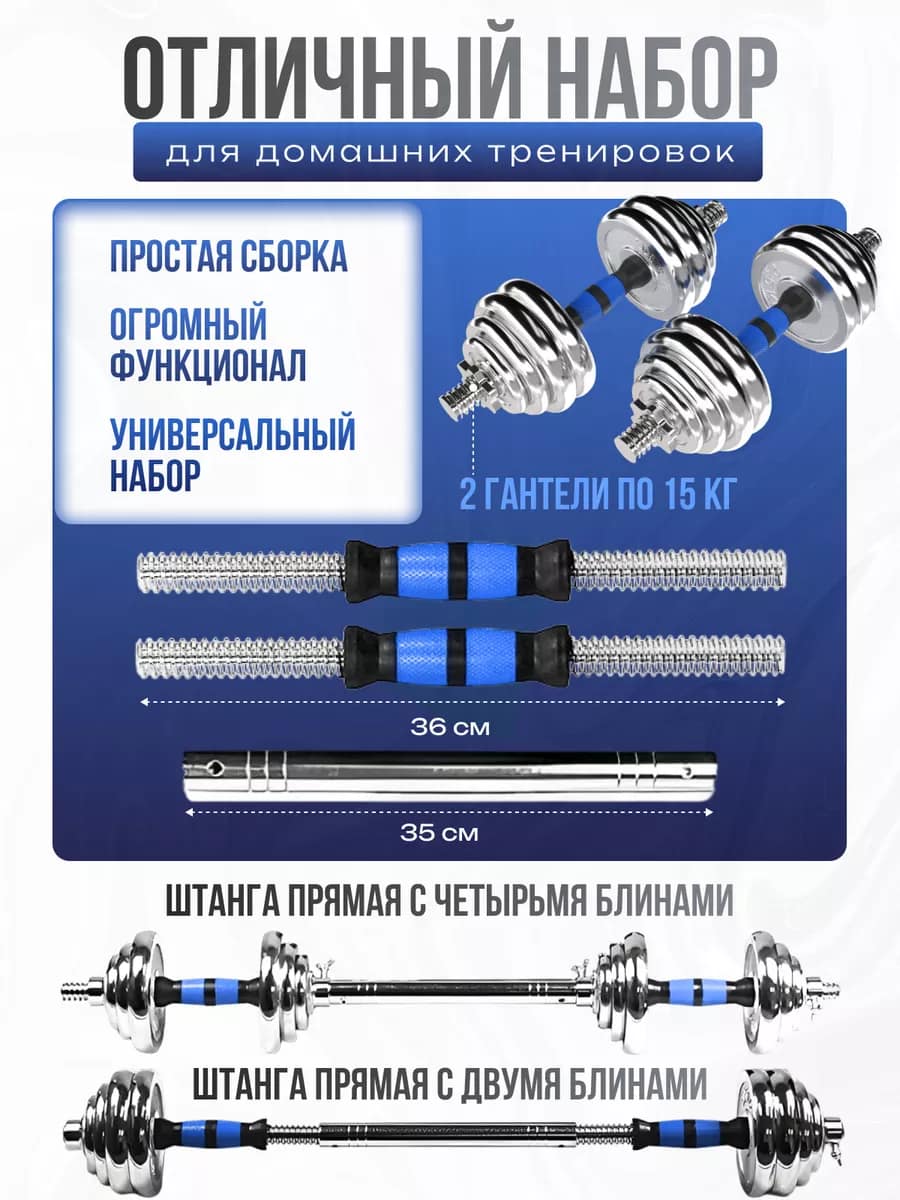 ОТЛИЧНЫЙ НАБОР
для домашних тренировок
ПРОСТАЯ СБОРКА
ОГРОМНЫЙ
ФУНКЦИОНАЛ
УНИВЕРСАЛЬНЫЙ
НАБОР
2 ГАНТЕЛИ ПО 15 КГ
36 см
35 см
ШТАНГА ПРЯМАЯ С ЧЕТЫРЬМЯ БЛИНАМИ
ШТАНГА ПРЯМАЯ С ДВУМЯ БЛИНАМИ